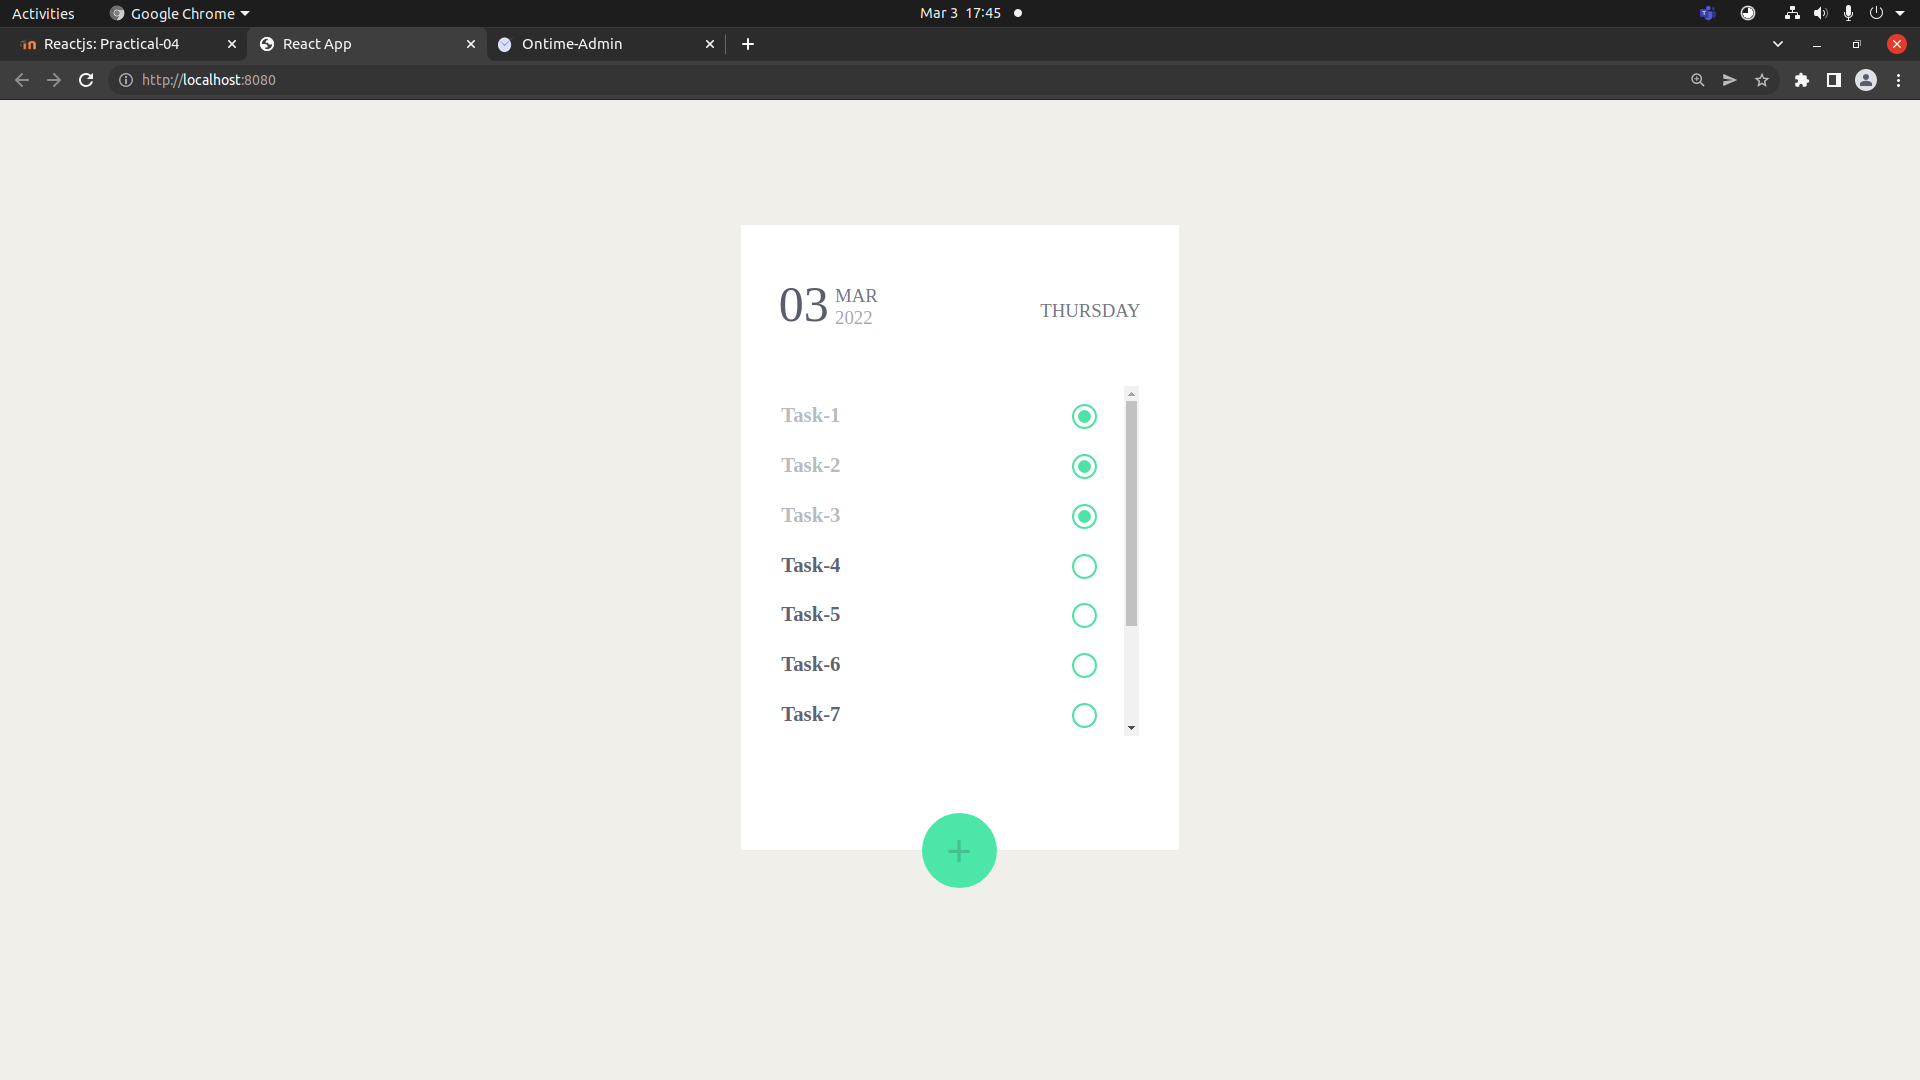 Activities
Google Chrome
Mar 3 17:45
Reactjs: Practical-04
React App
Ontime-Admin
http://localhost:8080
03
MAR
2022
THURSDAY
Task-1
Task-2
Task-3
Task-4
Task-5
Task-6
Task-7
+